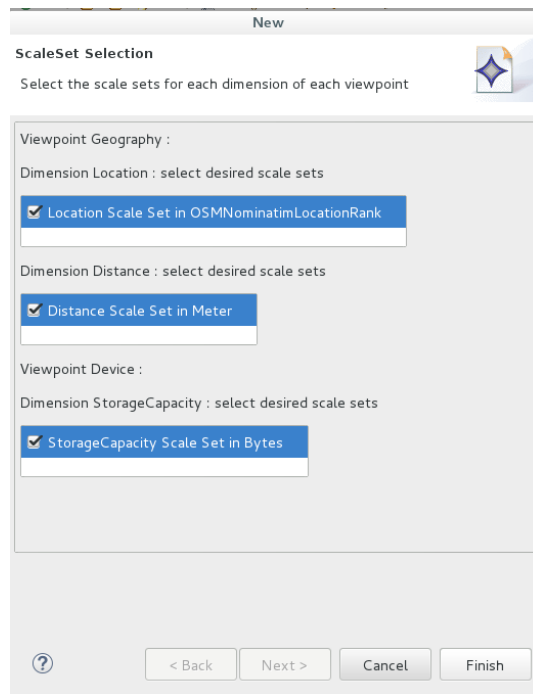 New
ScaleSet Selection
Select the scale sets for each dimension of each viewpoint
Viewpoint Geography :
Dimension Location : select desired scale sets
Location Scale Set in OSMNominatimLocationRank
Dimension Distance : select desired scale sets
Distance Scale Set in Meter
Viewpoint Device :
Dimension StorageCapacity : select desired scale sets
StorageCapacity Scale Set in Bytes
? < Back Next > Cancel Finish